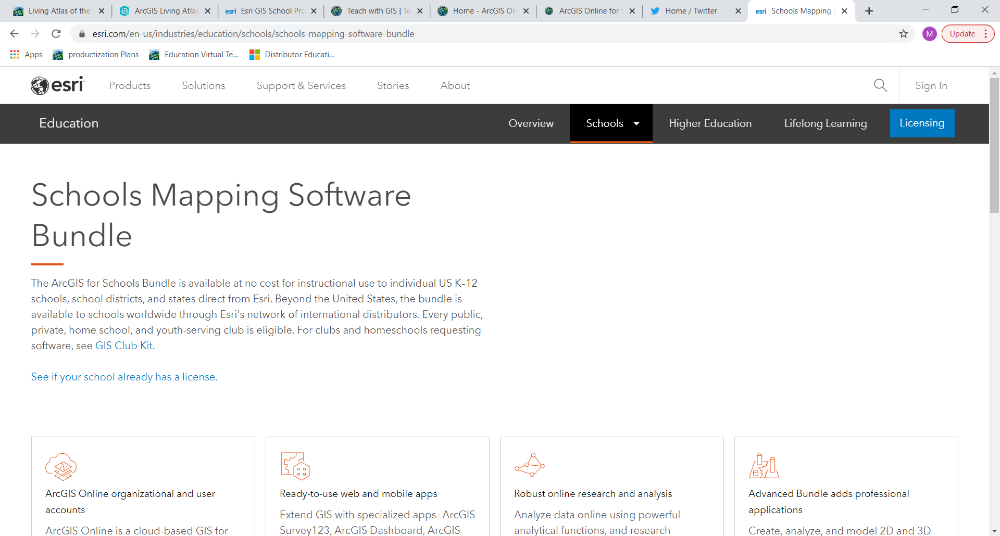 Living Atlas of the
ArcGIS Living Atlas
esri Esri GIS School Pro
Teach with GIS | Te
Home - ArcGIS On
ArcGIS Online for
Home / Twitter
esri Schools Mapping S
esri.com/en-us/industries/education/schools/schools-mapping-software-bundle
M
Update
Apps
productization Plans
Education Virtual Te...
Distributor Educati...
esri
Products
Solutions
Support & Services
Stories
About
Sign In
Education
Overview
Schools
Higher Education
Lifelong Learning
Licensing
Schools Mapping Software
Bundle
The ArcGIS for Schools Bundle is available at no cost for instructional use to individual US K–12
schools, school districts, and states direct from Esri. Beyond the United States, the bundle is
available to schools worldwide through Esri's network of international distributors. Every public,
private, home school, and youth-serving club is eligible. For clubs and homeschools requesting
software, see GIS Club Kit.
See if your school already has a license.
ArcGIS Online organizational and user
accounts
ArcGIS Online is a cloud-based GIS for
Ready-to-use web and mobile apps
Extend GIS with specialized apps—ArcGIS
Survey123, ArcGIS Dashboard, ArcGIS
Robust online research and analysis
Analyze data online using powerful
analytical functions, and research
Advanced Bundle adds professional
applications
Create, analyze, and model 2D and 3D